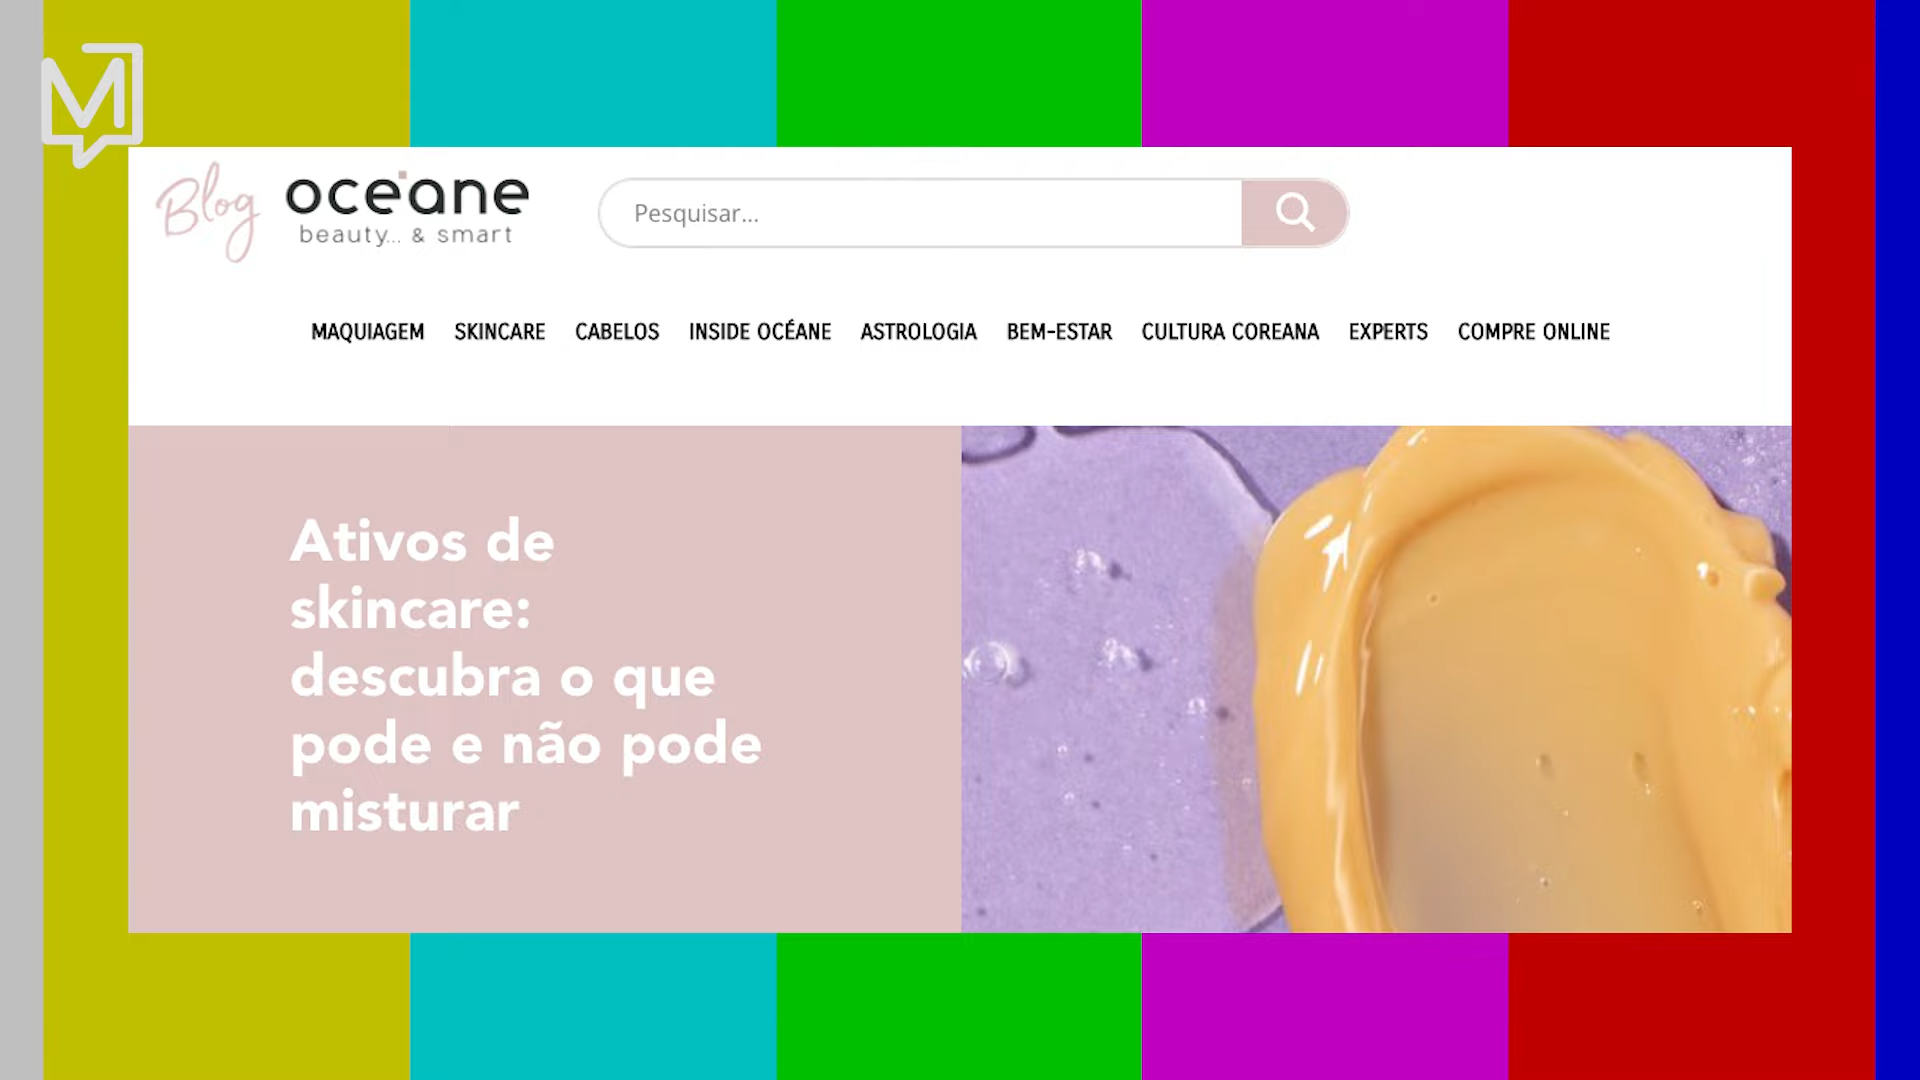 M
Blog océane
beauty... & smart
Pesquisar...
MAQUIAGEM SKINCARE CABELOS INSIDE OCÉANE ASTROLOGIA BEM-ESTAR CULTURA COREANA EXPERTS COMPRE ONLINE
Ativos de
skincare:
descubra o que
pode e não pode
misturar